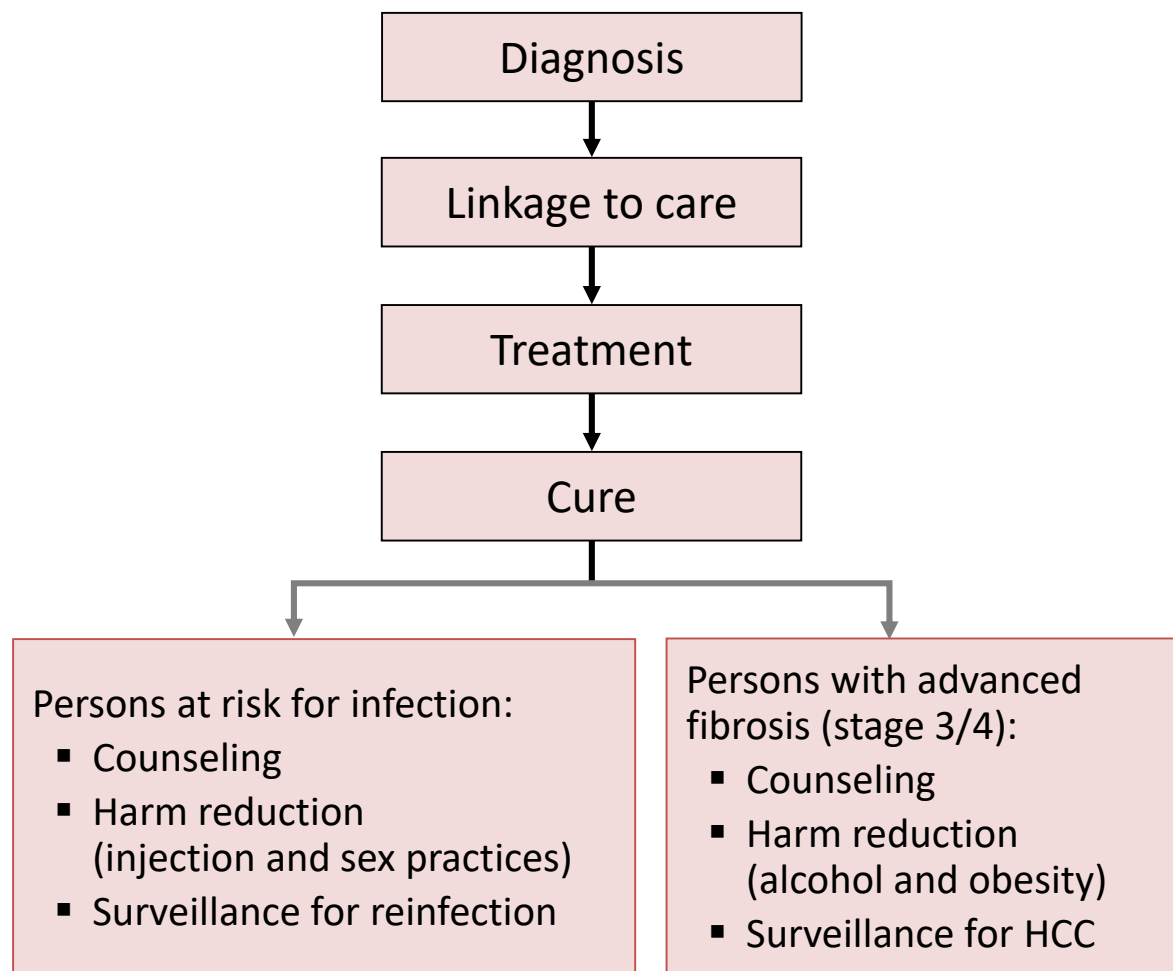 Diagnosis
Linkage to care
Treatment
Cure
Persons at risk for infection:
▪ Counseling
▪ Harm reduction
(injection and sex practices)
▪ Surveillance for reinfection
Persons with advanced
fibrosis (stage 3/4):
▪ Counseling
▪ Harm reduction
(alcohol and obesity)
▪ Surveillance for HCC